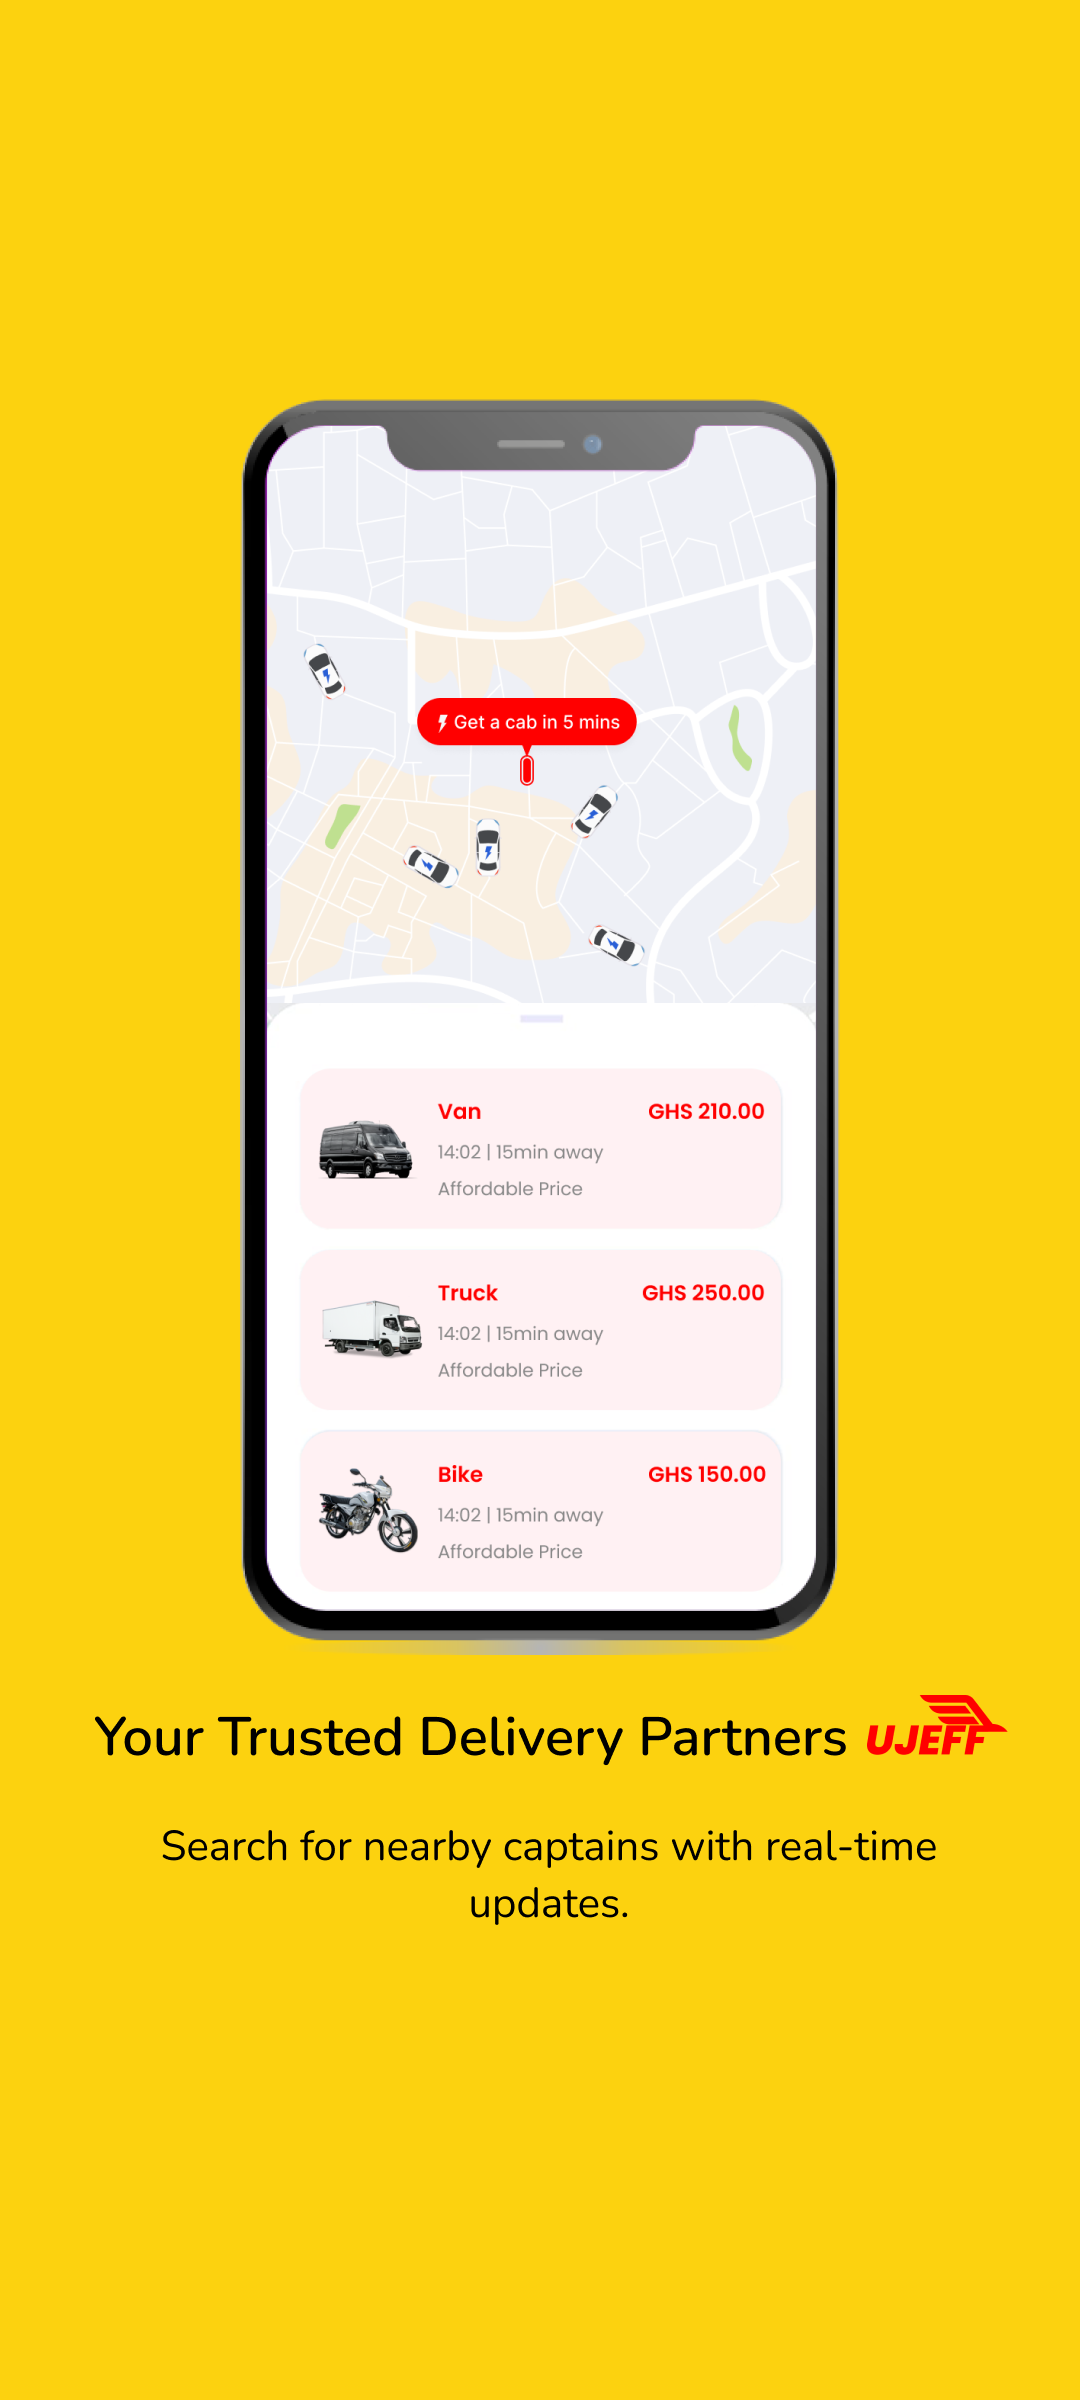 Get a cab in 5 mins
Van GHS 210.00
14:02 | 15min away
Affordable Price
Truck GHS 250.00
14:02 | 15min away
Affordable Price
Bike GHS 150.00
14:02 | 15min away
Affordable Price
Your Trusted Delivery Partners UJEFF
Search for nearby captains with real-time
updates.